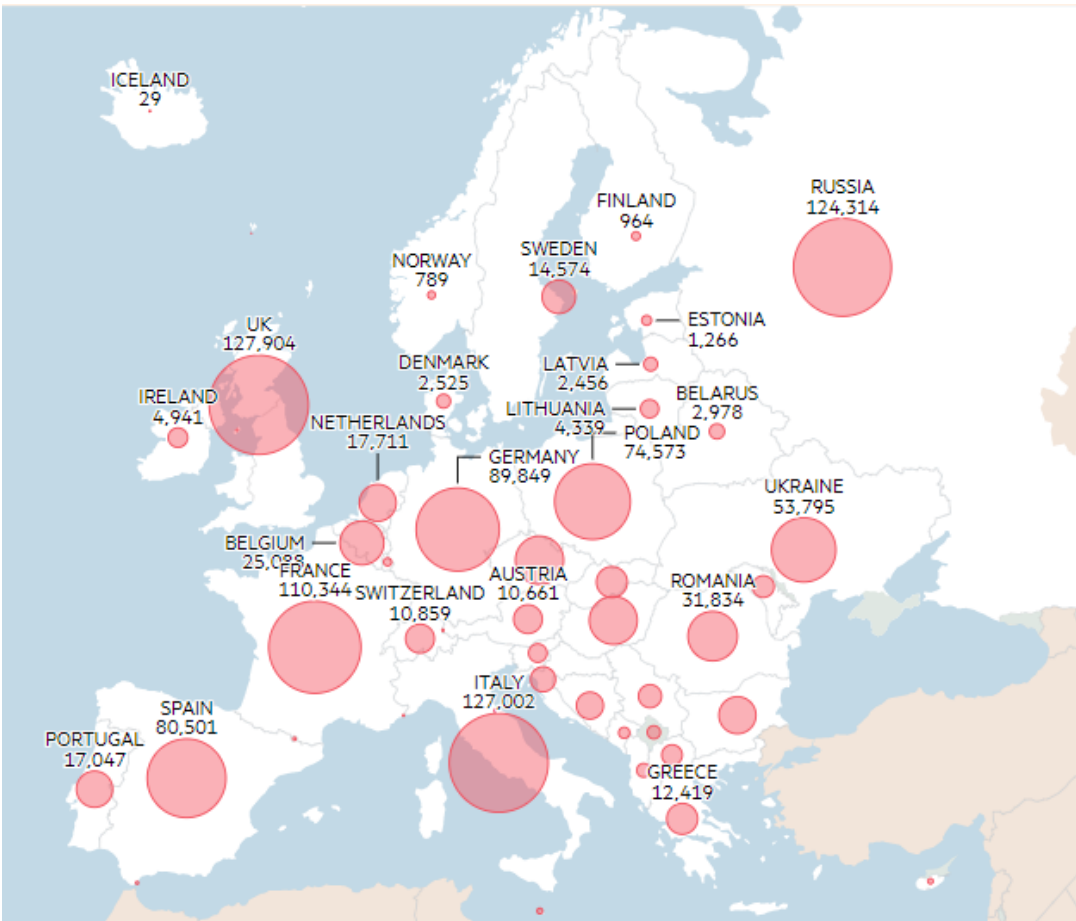 ICELAND
29
RUSSIA
124,314
FINLAND
964
SWEDEN
14,574
NORWAY
789
ESTONIA
1,266
UK
127,904
DENMARK
2,525
LATVIA
2,456
IRELAND
4,941
BELARUS
2,978
LITHUANIA
4,339
NETHERLANDS
17,711
POLAND
74,573
GERMANY
89,849
UKRAINE
53,795
BELGIUM
25,088
FRANCE
110,344
AUSTRIA
10,661
ROMANIA
31,834
SWITZERLAND
10,859
ITALY
127,002
SPAIN
80,501
PORTUGAL
17,047
GREECE
12,419